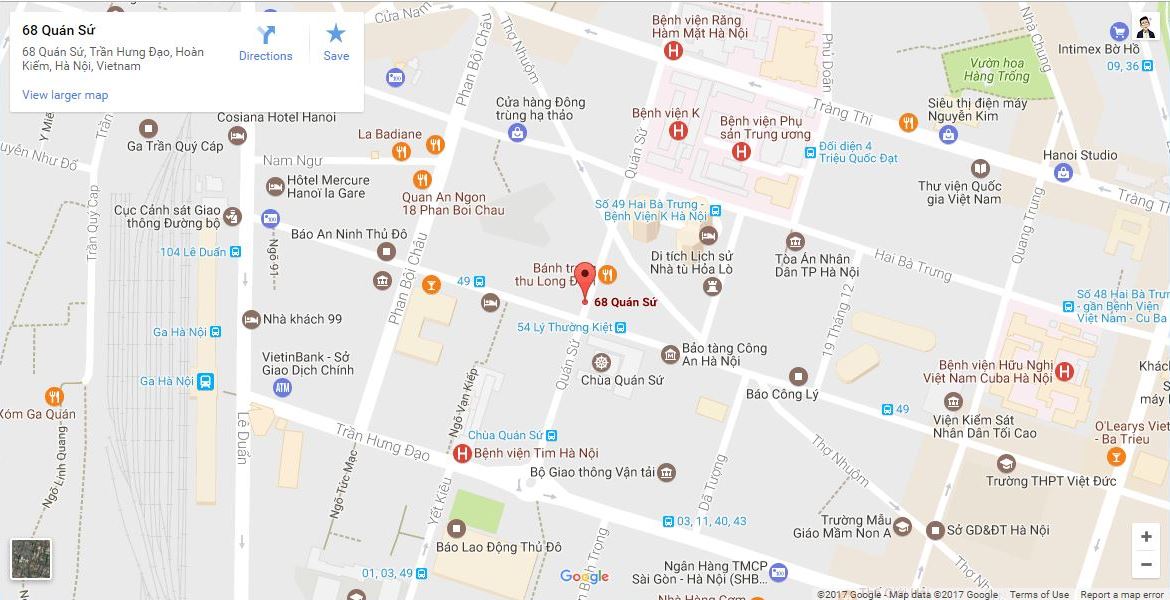 68 Quán Sứ
68 Quán Sứ, Trần Hưng Đạo, Hoàn
Kiếm, Hà Nội, Vietnam
Directions
Save
View larger map
Cửa Nam
Phan Bội Châu
Thợ Nhuộm
Bệnh viện Răng
Hàm Mặt Hà Nội
Phủ Doãn
Nhà Chung
Intimex Bờ Hồ
09, 36
Vườn hoa
Hàng Trống
Tràng Thi
Siêu thị điện máy
Nguyễn Kim
Cửa hàng Đông
trùng hạ thảo
Bệnh viện K
Bệnh viện Phụ
sản Trung ương
Đối diện 4
Triệu Quốc Đạt
Hanoi Studio
Thư viện Quốc
gia Việt Nam
Tràng Th
Cosiana Hotel Hanoi
Ga Trần Quý Cáp
La Badiane
Nam Ngư
Hôtel Mercure
Hanoï la Gare
Quan An Ngon
18 Phan Boi Chau
Quán Sứ
Trần Quý Cáp
Cục Cảnh sát Giao
thông Đường bộ
104 Lê Duẩn
Ngõ 91
Báo An Ninh Thủ Đô
Số 49 Hai Bà Trưng -
Bệnh Viện K Hà Nội
Di tích Lịch sử
Nhà tù Hỏa Lò
Tòa Án Nhân
Dân TP Hà Nội
Hai Bà Trưng
Quang Trung
Phan Bội Châu
49
Bánh tr
thu Long Đ
68 Quán Sứ
54 Lý Thường Kiệt
Số 48 Hai Bà Trưn
- gần Bệnh Viện
Việt Nam - Cu Ba
19 Tháng 12
Ga Hà Nội
Nhà khách 99
VietinBank - Sở
Giao Dịch Chính
ATM
Ga Hà Nội
Quán Sứ
Chùa Quán Sứ
Bảo tàng Công
An Hà Nội
Báo Công Lý
Bệnh viện Hữu Nghị
Việt Nam Cuba Hà Nội
49
Viện Kiểm Sát
Nhân Dân Tối Cao
Khácł
S
máy
O'Learys Viet
- Ba Trieu
Xóm Ga Quán
Ngõ Linh Quang
Lê Duẩn
Ngõ Vạn Kiếp
Trần Hưng Đạo
Chùa Quán Sứ
Bệnh viện Tim Hà Nội
Bộ Giao thông Vận tải
Ngõ Tức Mạc
Yết Kiêu
Dã Tượng
Thợ Nhuộm
Trường THPT Việt Đức
03, 11, 40, 43
Trường Mẫu
Giáo Mầm Non A
Sở GD&ĐT Hà Nội
Báo Lao Động Thủ Đô
01, 03, 49
Google
Ngân Hàng TMCP
Sài Gòn - Hà Nội (SHB...
Thợ Nhuộm
©2017 Google - Map data ©2017 Google
Terms of Use
Report a map error